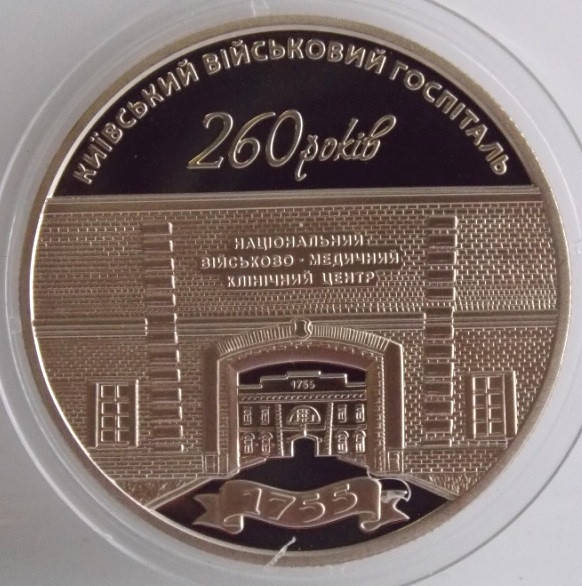 КИЇВСЬКИЙ ВІЙСЬКОВИЙ ГОСПІТАЛЬ
260 років
НАЦІОНАЛЬНИЙ
ВІЙСЬКОВО - МЕДИЧНИЙ
КЛІНІЧНИЙ ЦЕНТР
1755
1755